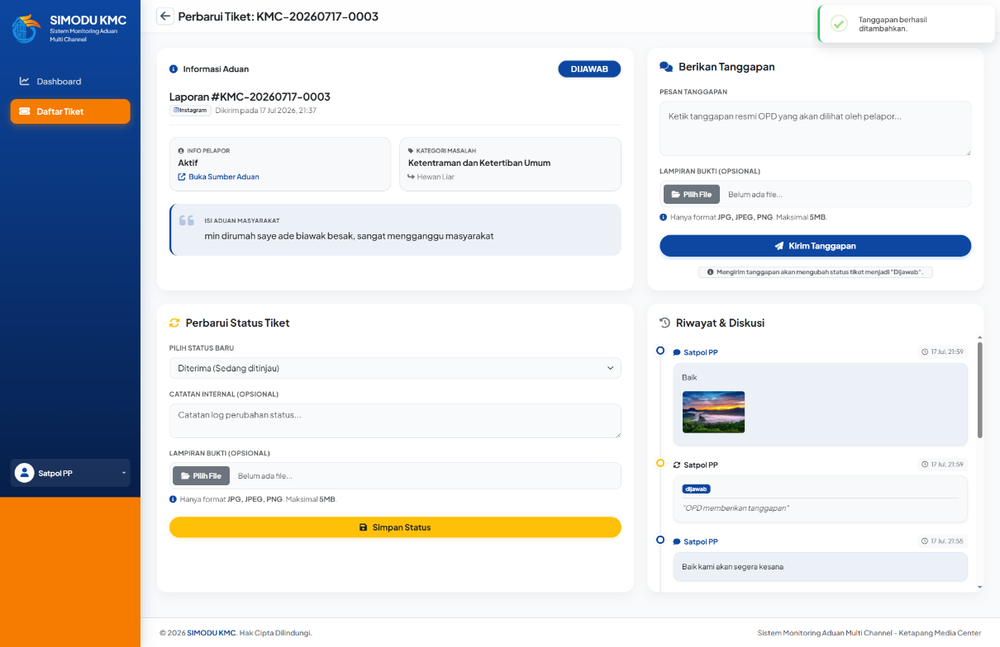 SIMODU KMC
Sistem Monitoring Aduan
Multi Channel
Dashboard
Daftar Tiket
Satpol PP
Perbarui Tiket: KMC-20260717-0003
Tanggapan berhasil
ditambahkan.
Informasi Aduan
DIJAWAB
Laporan #KMC-20260717-0003
Instagram Dikirim pada 17 Jul 2026, 21:37
INFO PELAPOR
Aktif
Buka Sumber Aduan
KATEGORI MASALAH
Ketentraman dan Ketertiban Umum
Hewan Liar
ISI ADUAN MASYARAKAT
min dirumah saye ade biawak besak, sangat mengganggu masyarakat
Berikan Tanggapan
PESAN TANGGAPAN
Ketik tanggapan resmi OPD yang akan dilihat oleh pelapor...
LAMPIRAN BUKTI (OPSIONAL)
Pilih File Belum ada file...
Hanya format JPG, JPEG, PNG. Maksimal 5MB.
Kirim Tanggapan
Mengirim tanggapan akan mengubah status tiket menjadi "Dijawab".
Perbarui Status Tiket
PILIH STATUS BARU
Diterima (Sedang ditinjau)
CATATAN INTERNAL (OPSIONAL)
Catatan log perubahan status...
LAMPIRAN BUKTI (OPSIONAL)
Pilih File Belum ada file...
Hanya format JPG, JPEG, PNG. Maksimal 5MB.
Simpan Status
Riwayat & Diskusi
Satpol PP 17 Jul, 21:59
Baik
Satpol PP 17 Jul, 21:59
dijawab
"OPD memberikan tanggapan"
Satpol PP 17 Jul, 21:55
Baik kami akan segera kesana
© 2026 SIMODU KMC. Hak Cipta Dilindungi.
Sistem Monitoring Aduan Multi Channel - Ketapang Media Center